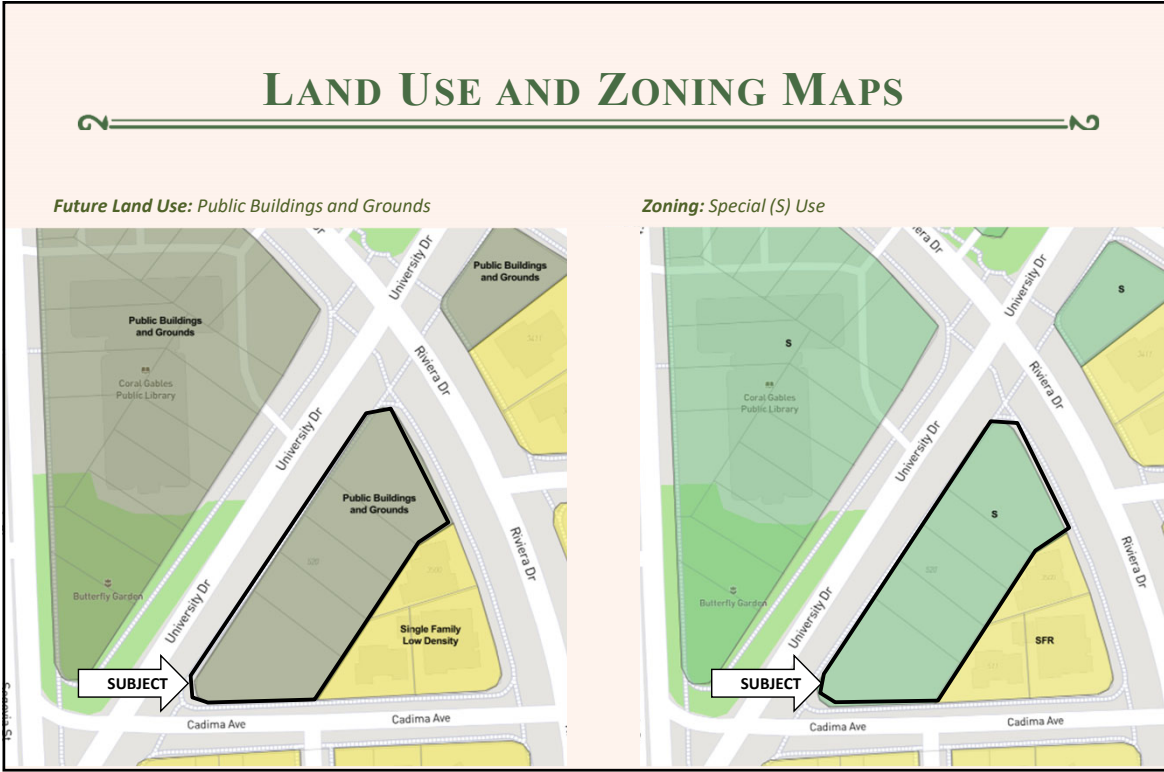 LAND USE AND ZONING MAPS
Future Land Use: Public Buildings and Grounds
Public Buildings
and Grounds
Coral Gables
Public Library
Butterfly Garden
University Dr
University Dr
University Dr
Riviera Dr
Riviera Dr
Dr
Public Buildings
and Grounds
Public Buildings
and Grounds
Single Family
Low Density
SUBJECT
Cadima Ave
Cadima Ave
Zoning: Special (S) Use
S
Coral Gables
Public Library
Butterfly Garden
University Dr
University Dr
University Dr
Riviera Dr
Riviera Dr
iera Dr
S
S
SFR
SUBJECT
Cadima Ave
Cadima Ave